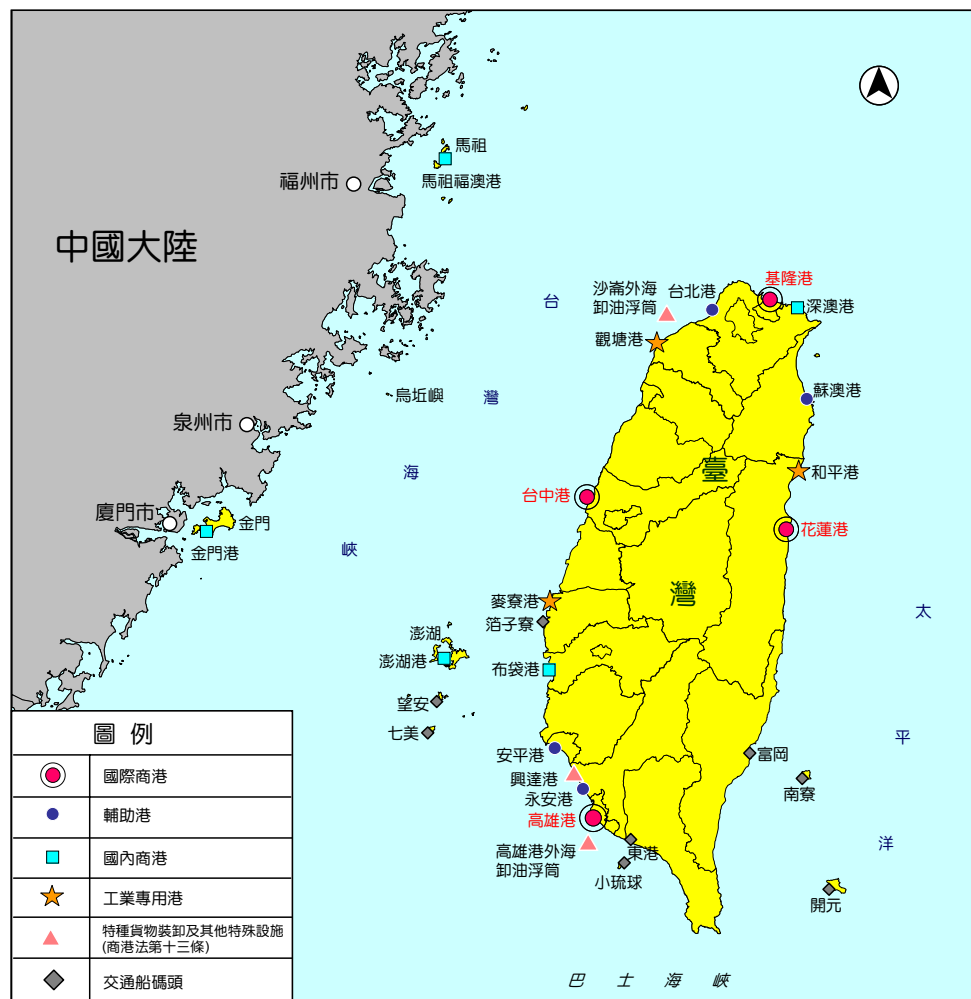 馬祖
馬祖福澳港
福州市
中國大陸
基隆港
沙崙外海
卸油浮筒
台北港
深澳港
觀塘港
台
灣
海
峽
烏坵嶼
蘇澳港
泉州市
臺
灣
和平港
台中港
花蓮港
廈門市
金門
金門港
麥寮港
箔子寮
太
平
洋
澎湖
澎湖港
布袋港
望安
七美
安平港
富岡
興達港
永安港
南寮
高雄港
高雄港外海
卸油浮筒
東港
小琉球
開元
巴士海峽
圖例
國際商港
輔助港
國內商港
工業專用港
特種貨物裝卸及其他特殊設施
(商港法第十三條)
交通船碼頭